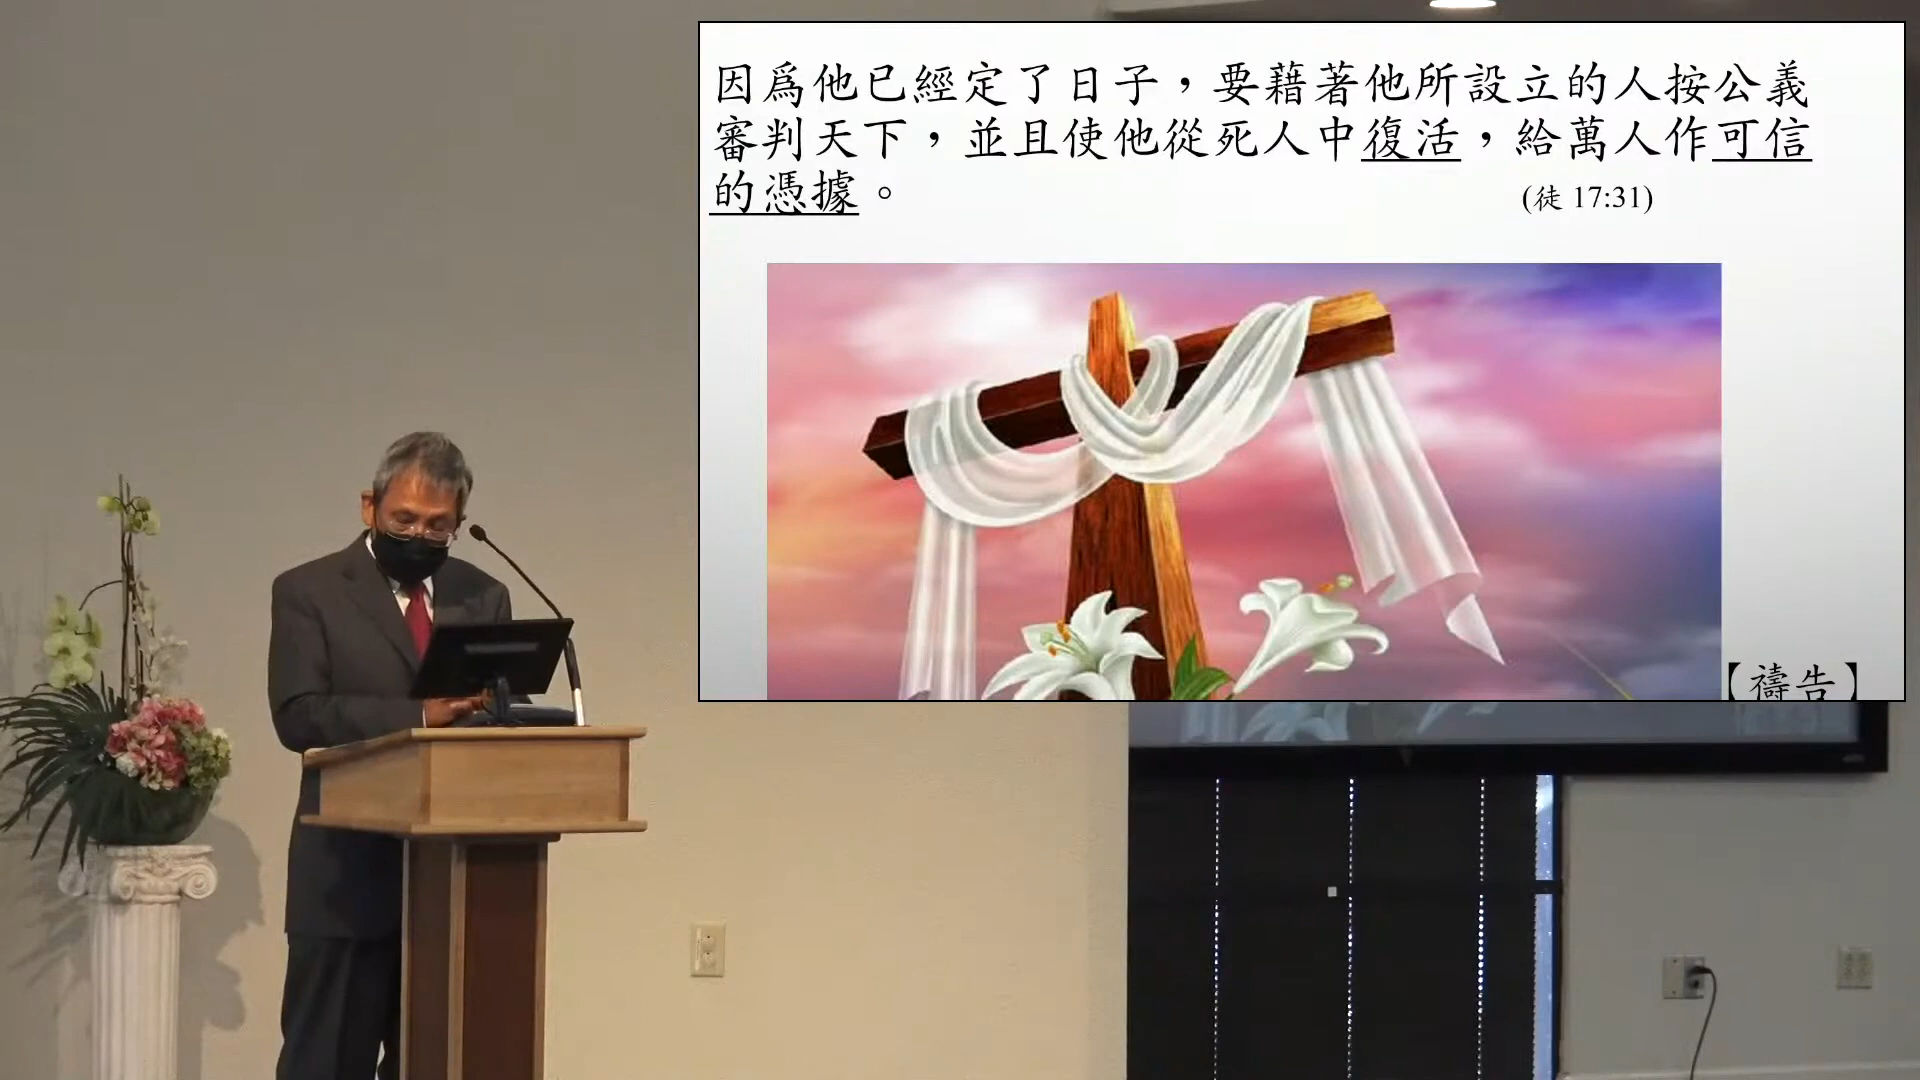 因爲他已經定了日子，要藉著他所設立的人按公義
審判天下，並且使他從死人中復活，給萬人作可信
的憑據。
(徒 17:31)
【禱告】